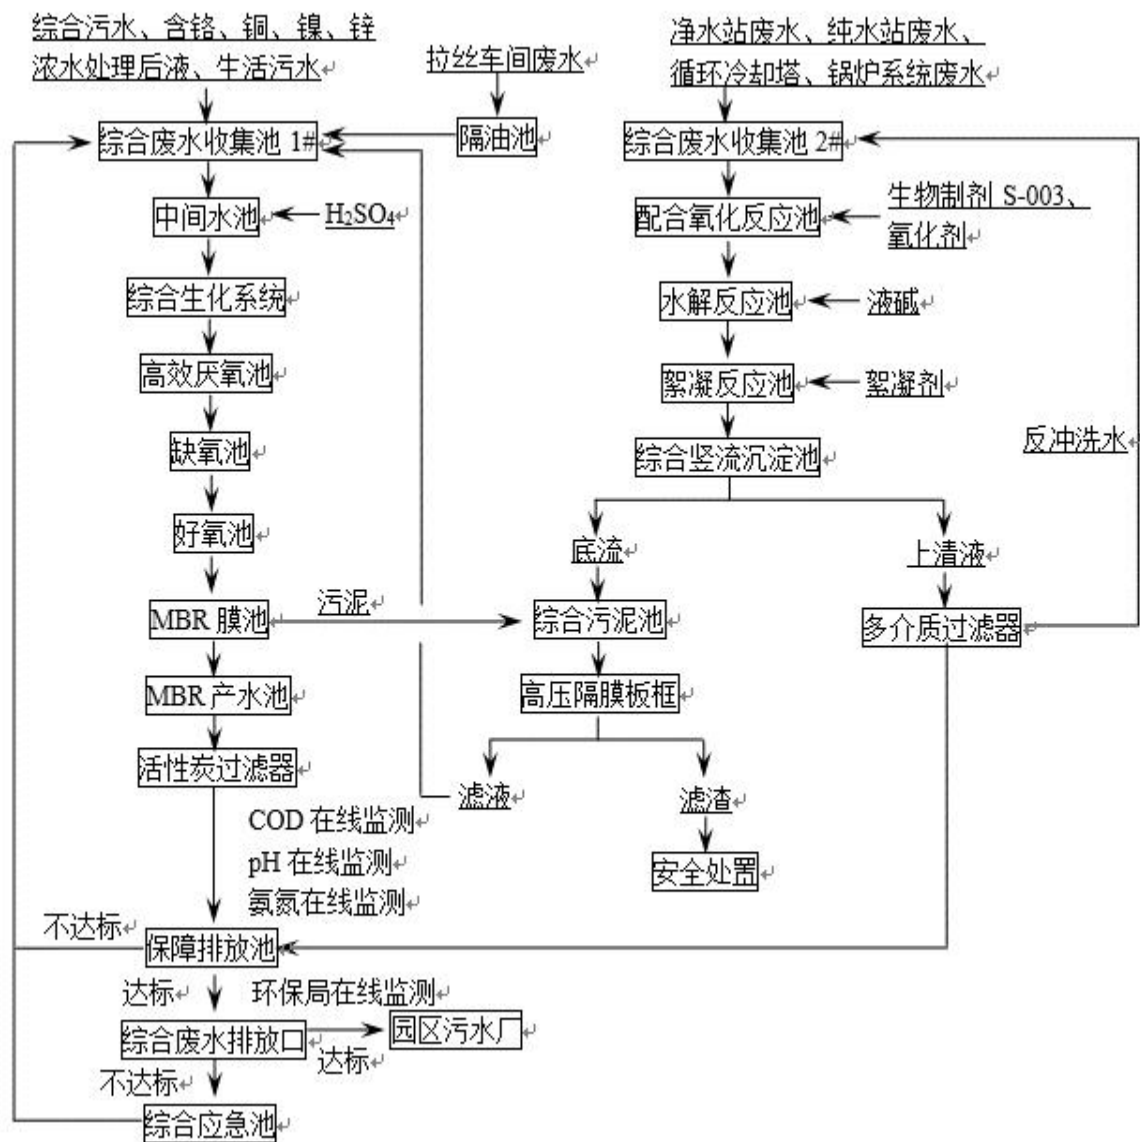 综合污水、含铬、铜、镍、锌
浓水处理后液、生活污水
拉丝车间废水
净水站废水、纯水站废水、
循环冷却塔、锅炉系统废水
综合废水收集池 1#
隔油池
综合废水收集池 2#
中间水池
H₂SO₄
配合氧化反应池
生物制剂 S-003、
氧化剂
综合生化系统
水解反应池
液碱
高效厌氧池
絮凝反应池
絮凝剂
缺氧池
综合竖流沉淀池
反冲洗水
好氧池
底流
上清液
MBR 膜池
污泥
综合污泥池
多介质过滤器
MBR 产水池
高压隔膜板框
活性炭过滤器
滤液
滤渣
COD 在线监测
pH 在线监测
氨氮在线监测
安全处置
不达标
保障排放池
达标
环保局在线监测
综合废水排放口
达标
园区污水厂
不达标
综合应急池